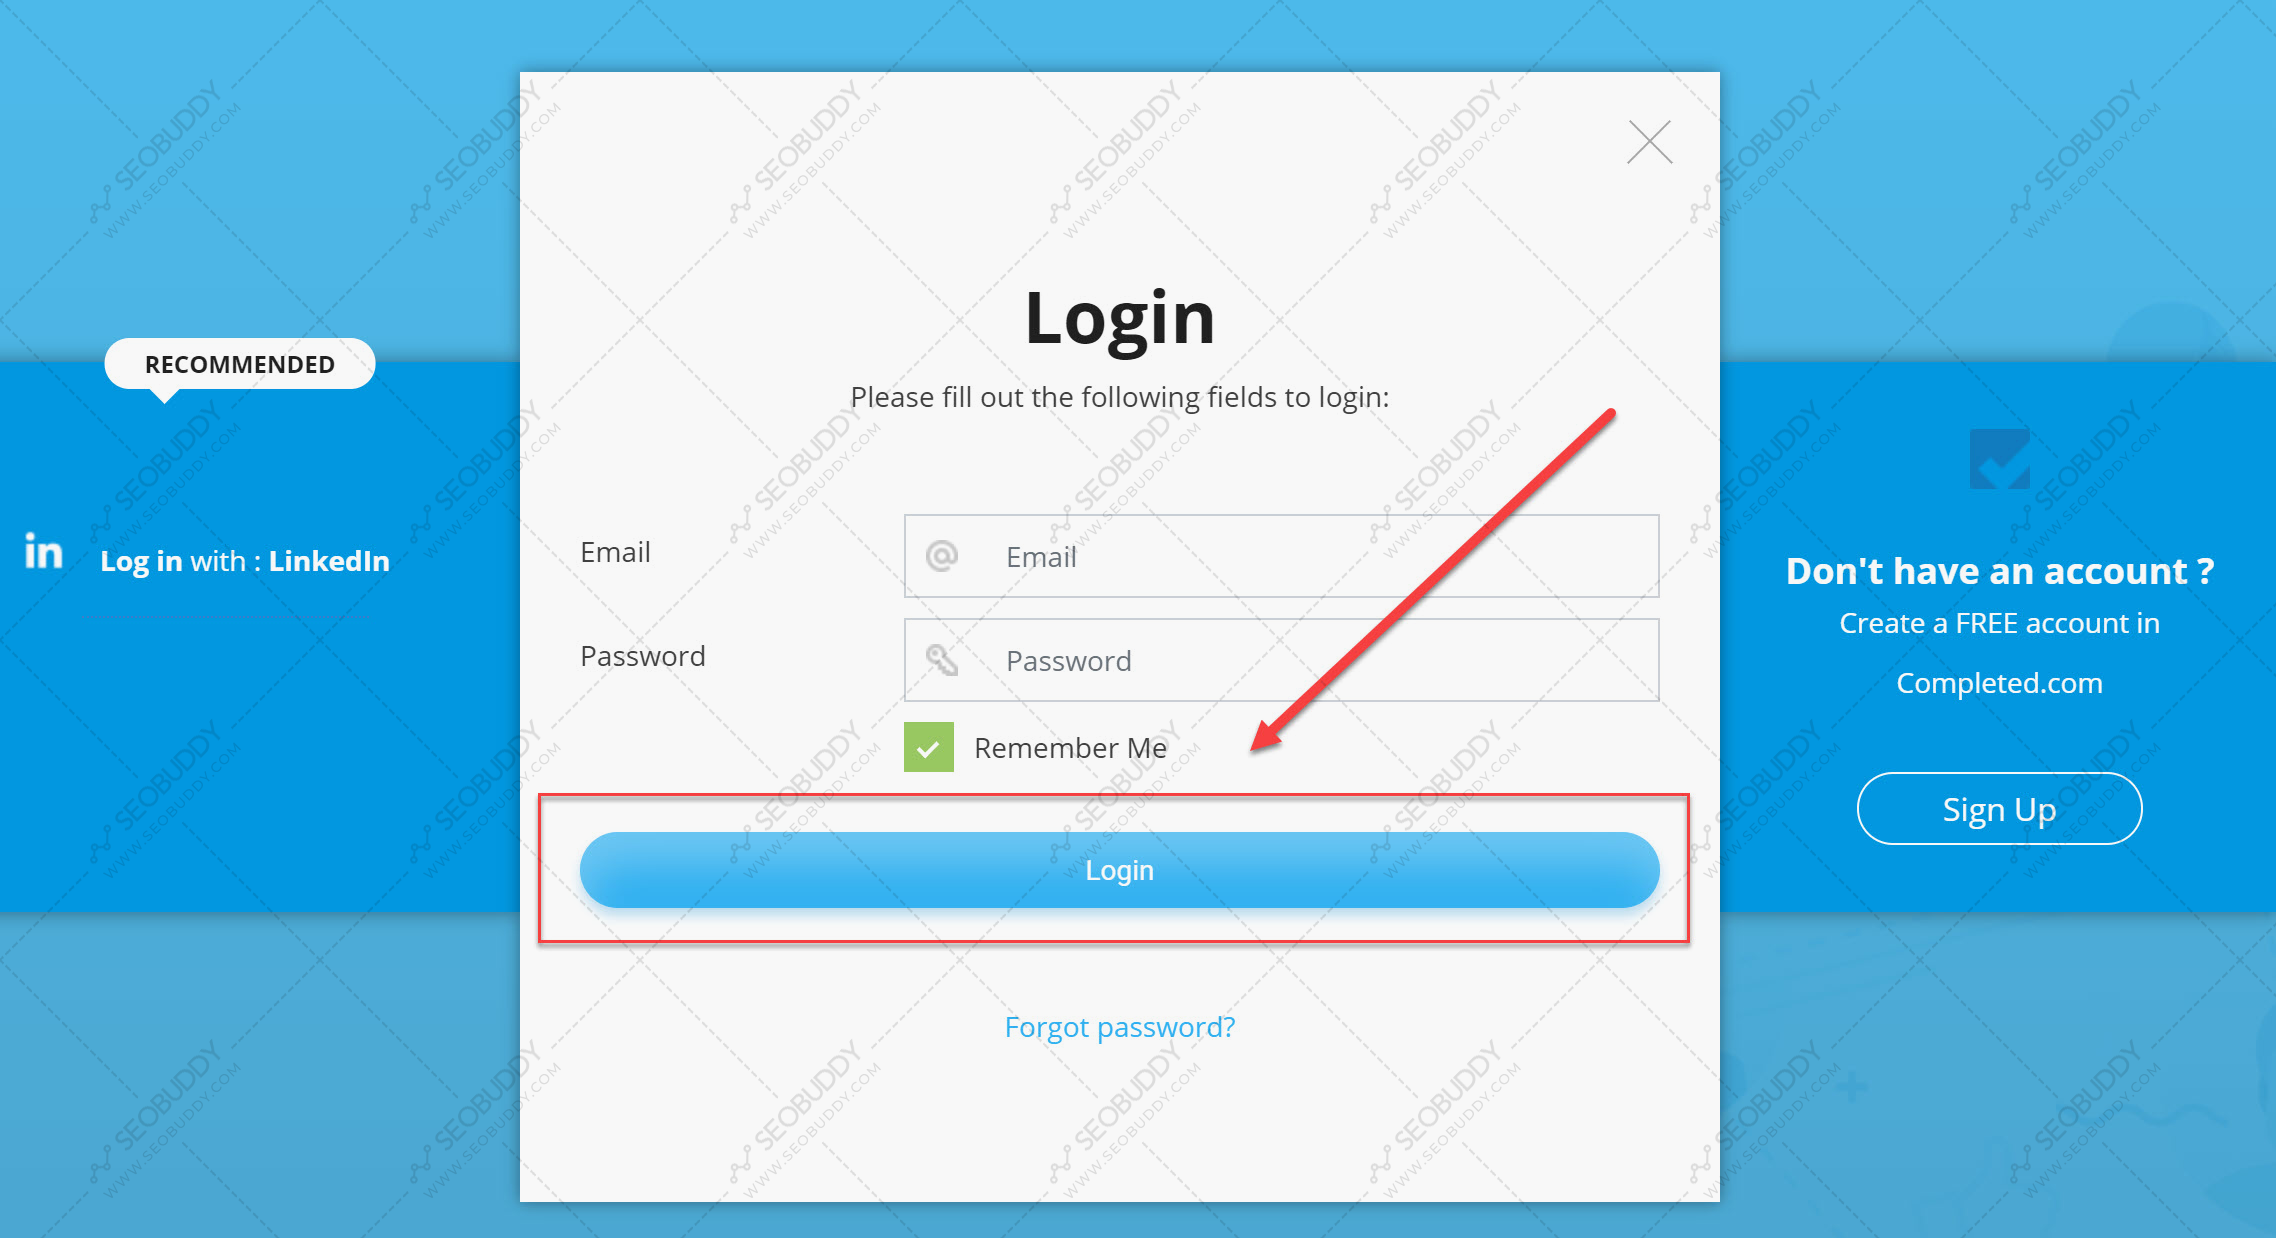 RECOMMENDED
in
Log in with : LinkedIn
Login
Please fill out the following fields to login:
Email
@ Email
Password
Password
Remember Me
Login
Forgot password?
Don't have an account ?
Create a FREE account in
Completed.com
Sign Up
SEOBUDDY
WWW.SEOBUDDY.COM